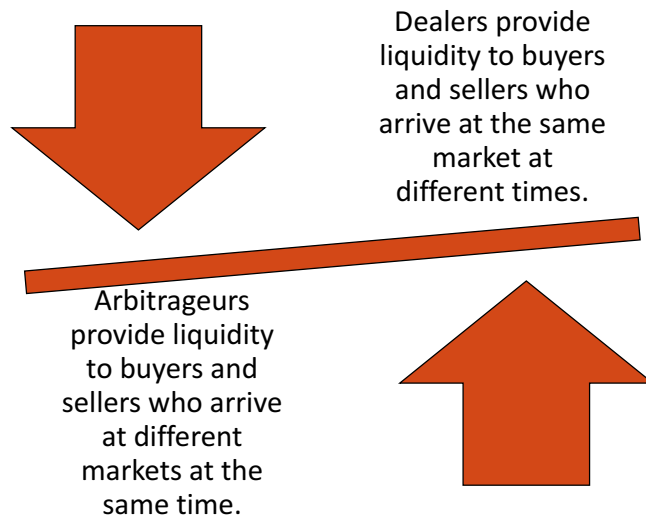 Dealers provide
liquidity to buyers
and sellers who
arrive at the same
market at
different times.
Arbitrageurs
provide liquidity
to buyers and
sellers who arrive
at different
markets at the
same time.